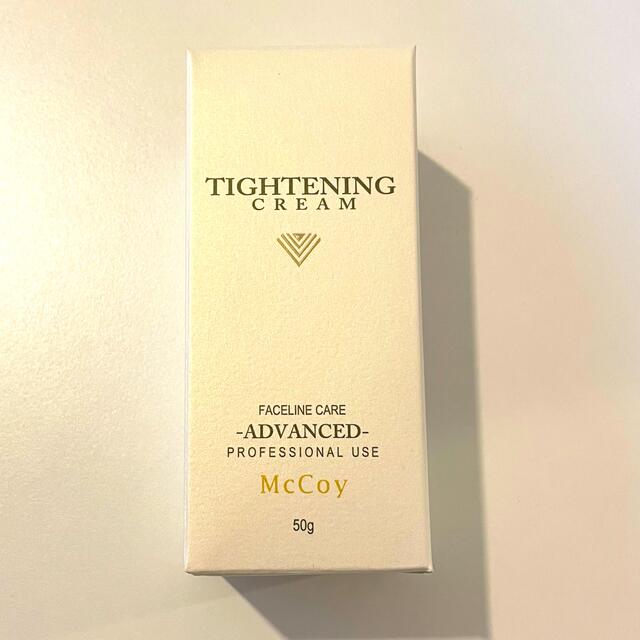 TIGHTENING
CREAM
FACELINE CARE
-ADVANCED-
PROFESSIONAL USE
McCoy
50g